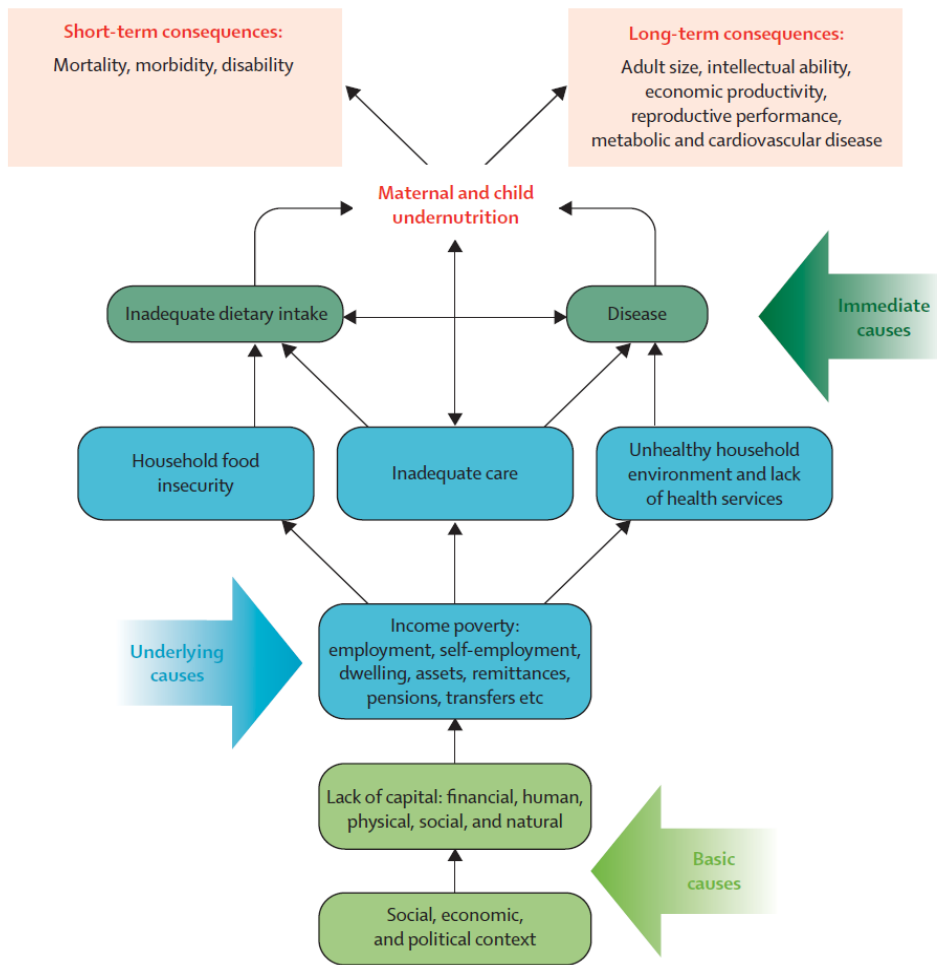 Short-term consequences:
Mortality, morbidity, disability
Long-term consequences:
Adult size, intellectual ability,
economic productivity,
reproductive performance,
metabolic and cardiovascular disease
Maternal and child
undernutrition
Inadequate dietary intake
Disease
Immediate
causes
Household food
insecurity
Inadequate care
Unhealthy household
environment and lack
of health services
Underlying
causes
Income poverty:
employment, self-employment,
dwelling, assets, remittances,
pensions, transfers etc
Lack of capital: financial, human,
physical, social, and natural
Basic
causes
Social, economic,
and political context